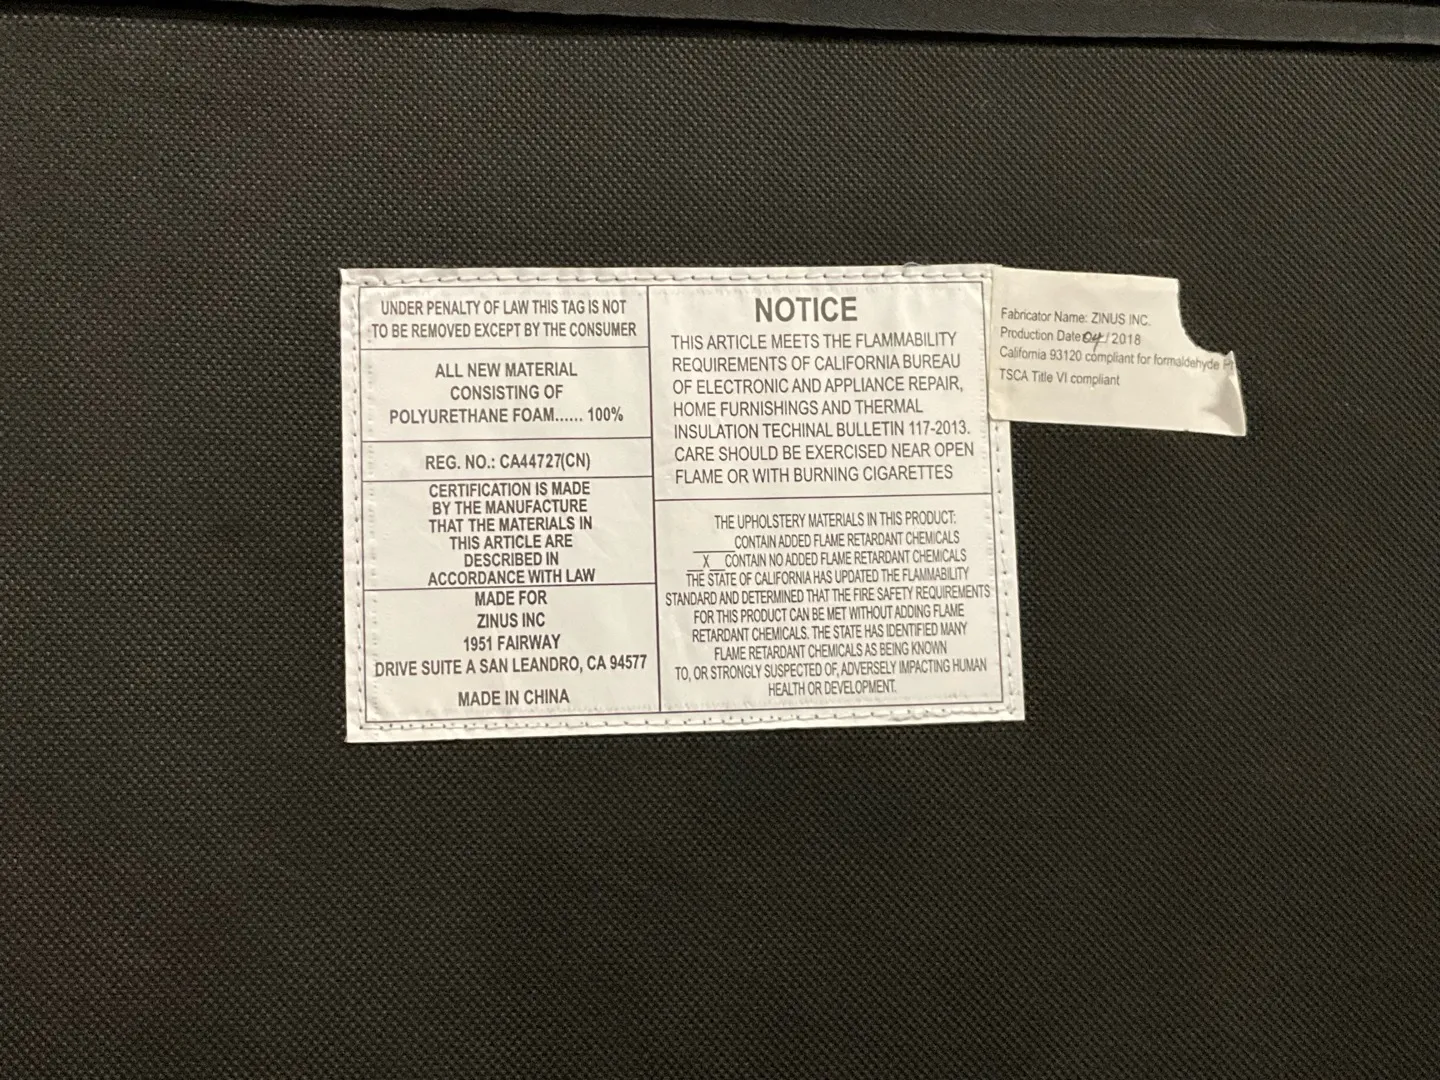 UNDER PENALTY OF LAW THIS TAG IS NOT
TO BE REMOVED EXCEPT BY THE CONSUMER
ALL NEW MATERIAL
CONSISTING OF
POLYURETHANE FOAM...... 100%
REG. NO.: CA44727(CN)
CERTIFICATION IS MADE
BY THE MANUFACTURE
THAT THE MATERIALS IN
THIS ARTICLE ARE
DESCRIBED IN
ACCORDANCE WITH LAW
MADE FOR
ZINUS INC
1951 FAIRWAY
DRIVE SUITE A SAN LEANDRO, CA 94577
MADE IN CHINA
NOTICE
THIS ARTICLE MEETS THE FLAMMABILITY
REQUIREMENTS OF CALIFORNIA BUREAU
OF ELECTRONIC AND APPLIANCE REPAIR,
HOME FURNISHINGS AND THERMAL
INSULATION TECHINAL BULLETIN 117-2013.
CARE SHOULD BE EXERCISED NEAR OPEN
FLAME OR WITH BURNING CIGARETTES
THE UPHOLSTERY MATERIALS IN THIS PRODUCT:
_____CONTAIN ADDED FLAME RETARDANT CHEMICALS
__X__CONTAIN NO ADDED FLAME RETARDANT CHEMICALS
THE STATE OF CALIFORNIA HAS UPDATED THE FLAMMABILITY
STANDARD AND DETERMINED THAT THE FIRE SAFETY REQUIREMENTS
FOR THIS PRODUCT CAN BE MET WITHOUT ADDING FLAME
RETARDANT CHEMICALS. THE STATE HAS IDENTIFIED MANY
FLAME RETARDANT CHEMICALS AS BEING KNOWN
TO, OR STRONGLY SUSPECTED OF, ADVERSELY IMPACTING HUMAN
HEALTH OR DEVELOPMENT.
Fabricator Name: ZINUS INC.
Production Date: 04/2018
California 93120 compliant for formaldehyde
TSCA Title VI compliant